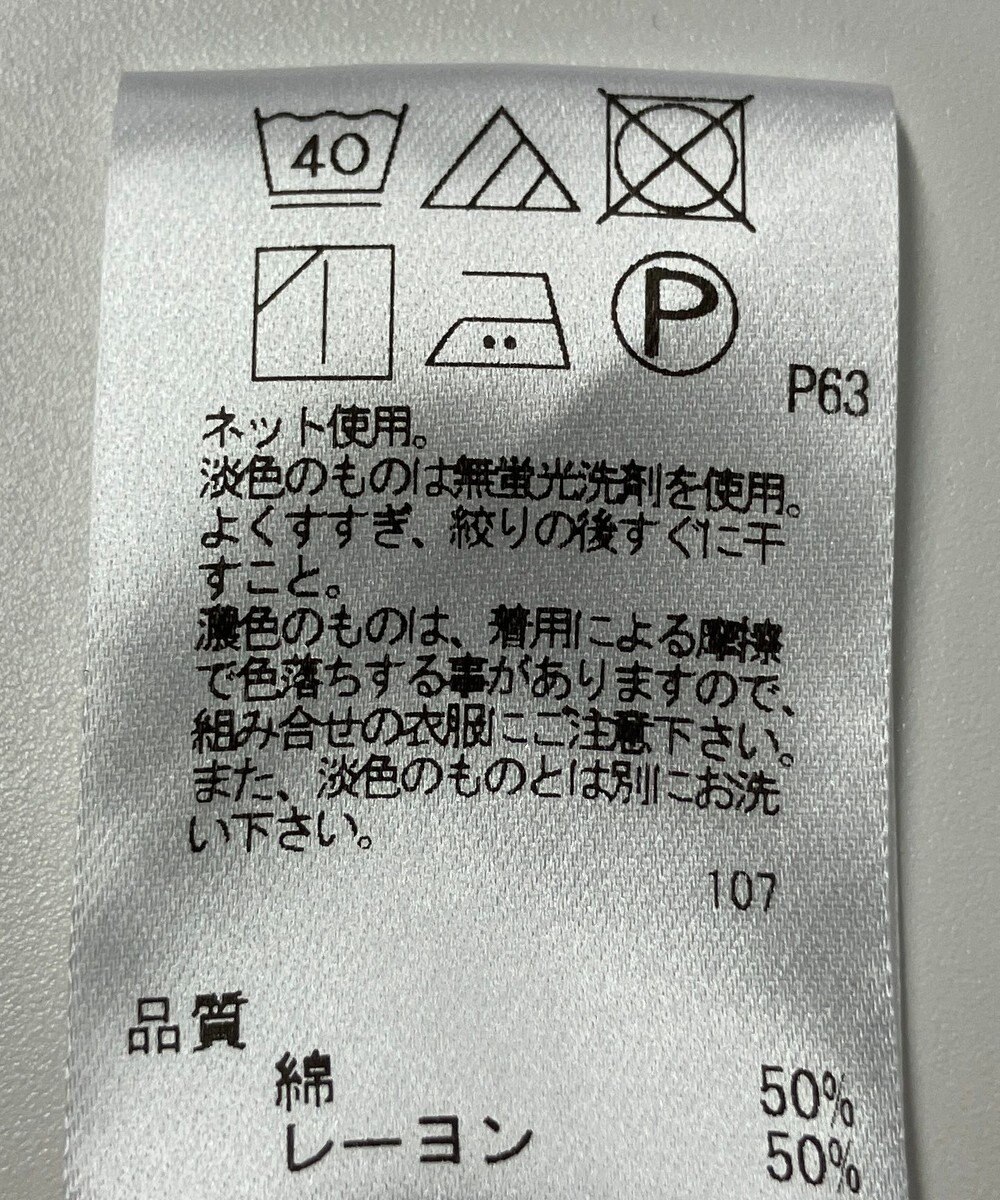 40
P
P63
ネット使用。
淡色のものは無蛍光洗剤を使用。
よくすすぎ、絞りの後すぐに干
すこと。
濃色のものは、着用による摩擦
で色落ちする事がありますので、
組み合せの衣服にご注意下さい。
また、淡色のものとは別にお洗
い下さい。
107
品質
綿 50%
レーヨン 50%